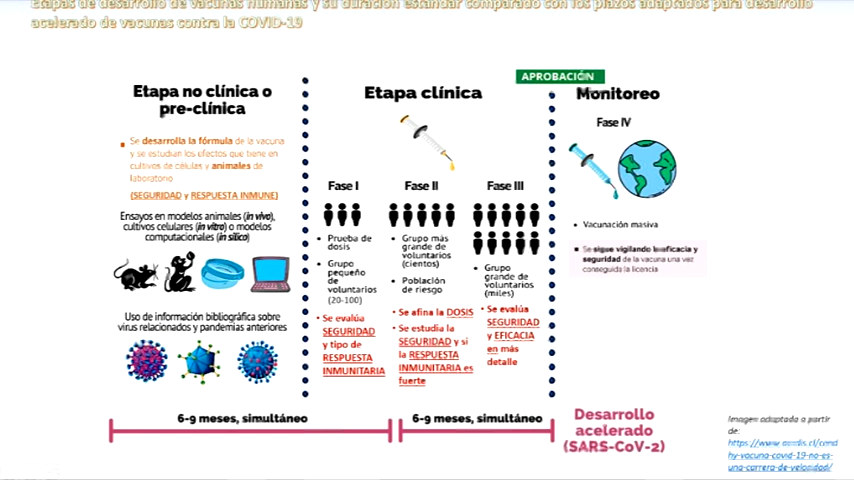 Etapas de desarrollo de vacunas humanas y su duración estándar comparado con los plazos adaptados para desarrollo
acelerado de vacunas contra la COVID-19
Etapa no clínica o
pre-clínica
Se desarrolla la fórmula de la vacuna
y se estudian los efectos que tiene en
cultivos de células y animales de
laboratorio
(SEGURIDAD y RESPUESTA INMUNE)
Ensayos en modelos animales (in vivo),
cultivos celulares (in vitro) o modelos
computacionales (in silico)
Uso de información bibliográfica sobre
virus relacionados y pandemias anteriores
Etapa clínica
Fase I
• Prueba de
dosis
• Grupo
pequeño
de
voluntarios
(20-100)
• Se evalúa
SEGURIDAD
y tipo de
RESPUESTA
INMUNITARIA
Fase II
• Grupo más
grande de
voluntarios
(cientos)
• Población
de riesgo
• Se afina la DOSIS
• Se estudia la
SEGURIDAD y si
la RESPUESTA
INMUNITARIA es
fuerte
Fase III
• Grupo
grande de
voluntarios
(miles)
• Se evalúa
SEGURIDAD
y EFICACIA
en más
detalle
APROBACIÓN
Monitoreo
Fase IV
• Vacunación masiva
• Se sigue vigilando la eficacia y
seguridad de la vacuna una vez
conseguida la licencia
6-9 meses, simultáneo
6-9 meses, simultáneo
Desarrollo
acelerado
(SARS-CoV-2)
Imagen adaptada a partir
de:
hy-vacuna-covid-19-no-es-
una-carrera-de-velocidad/